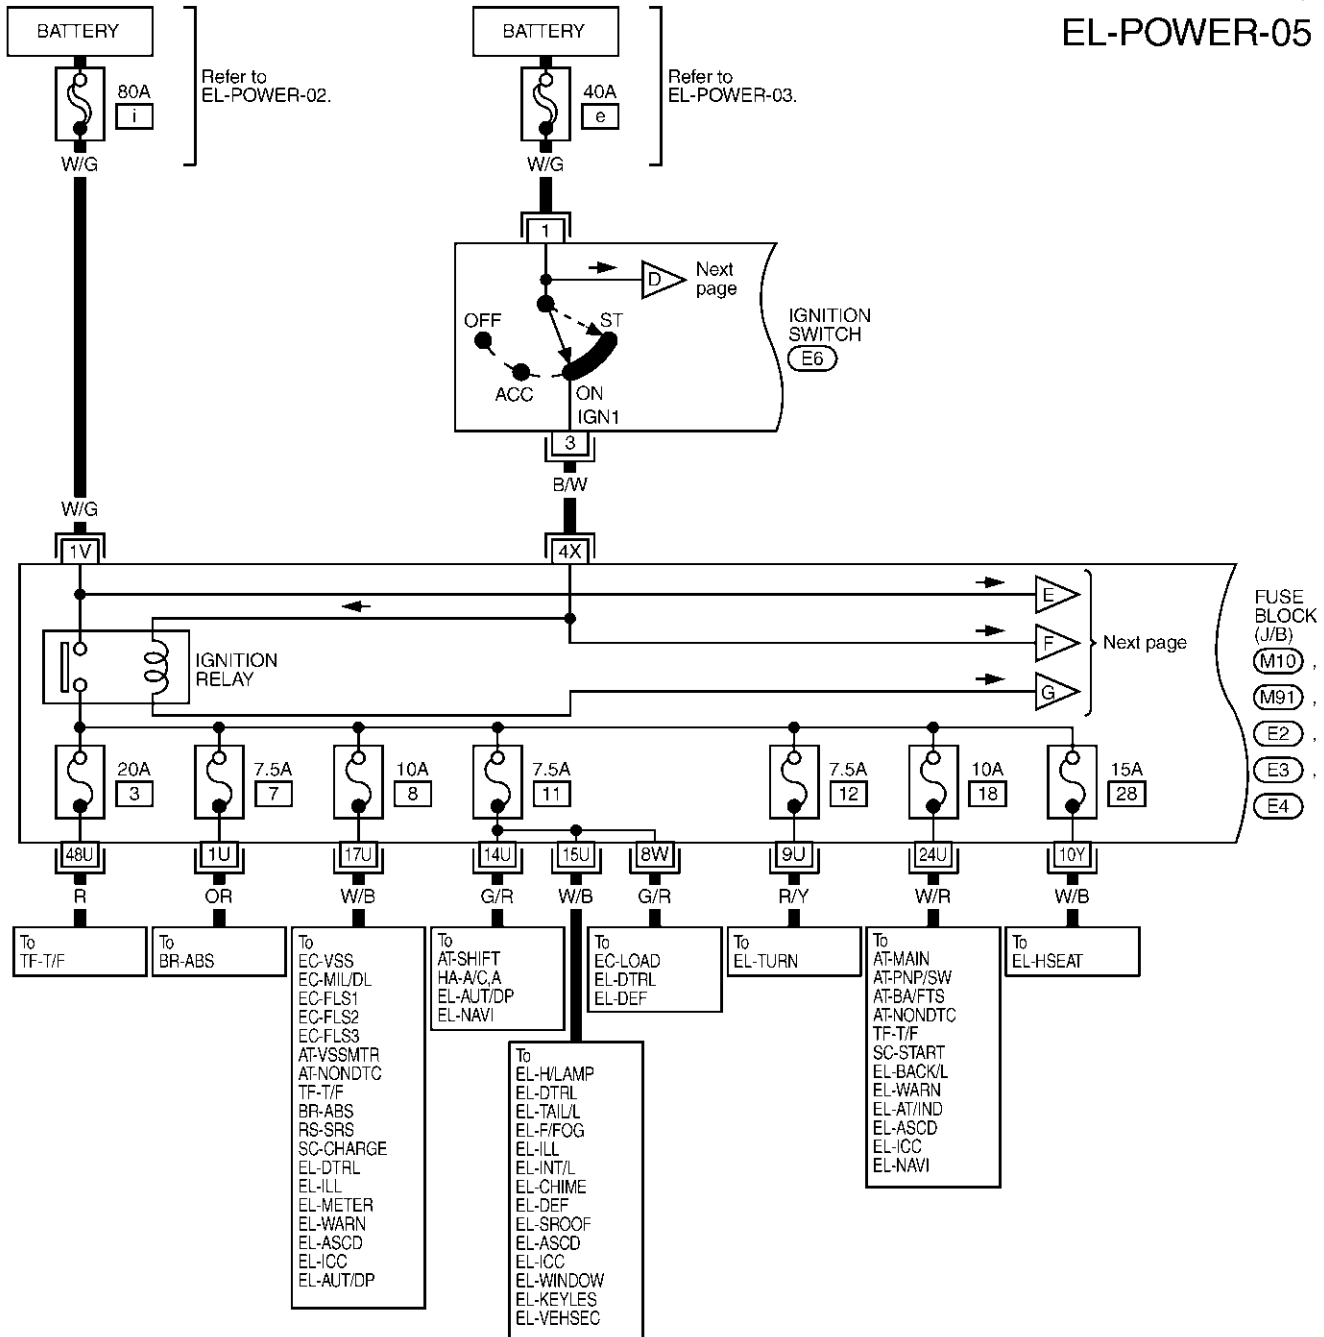 EL-POWER-05
BATTERY
80A
i
Refer to
EL-POWER-02.
W/G
BATTERY
40A
e
Refer to
EL-POWER-03.
W/G
1
D
Next
page
OFF
ST
ACC
ON
IGN1
IGNITION
SWITCH
E6
3
B/W
W/G
1V
4X
E
F
G
Next page
IGNITION
RELAY
FUSE
BLOCK
(J/B)
M10 ,
M91 ,
E2 ,
E3 ,
E4
20A
3
7.5A
7
10A
8
7.5A
11
7.5A
12
10A
18
15A
28
48U
1U
17U
14U
15U
8W
9U
24U
10Y
R
OR
W/B
G/R
W/B
G/R
R/Y
W/R
W/B
To
TF-T/F
To
BR-ABS
To
EC-VSS
EC-MIL/DL
EC-FLS1
EC-FLS2
EC-FLS3
AT-VSSMTR
AT-NONDTC
TF-T/F
BR-ABS
RS-SRS
SC-CHARGE
EL-DTRL
EL-ILL
EL-METER
EL-WARN
EL-ASCD
EL-ICC
EL-AUT/DP
To
AT-SHIFT
HA-A/C,A
EL-AUT/DP
EL-NAVI
To
EL-H/LAMP
EL-DTRL
EL-TAIL/L
EL-F/FOG
EL-ILL
EL-INT/L
EL-CHIME
EL-DEF
EL-SROOF
EL-ASCD
EL-ICC
EL-WINDOW
EL-KEYLES
EL-VEHSEC
To
EC-LOAD
EL-DTRL
EL-DEF
To
EL-TURN
To
AT-MAIN
AT-PNP/SW
AT-BA/FTS
AT-NONDTC
TF-T/F
SC-START
EL-BACK/L
EL-WARN
EL-AT/IND
EL-ASCD
EL-ICC
EL-NAVI
To
EL-HSEAT